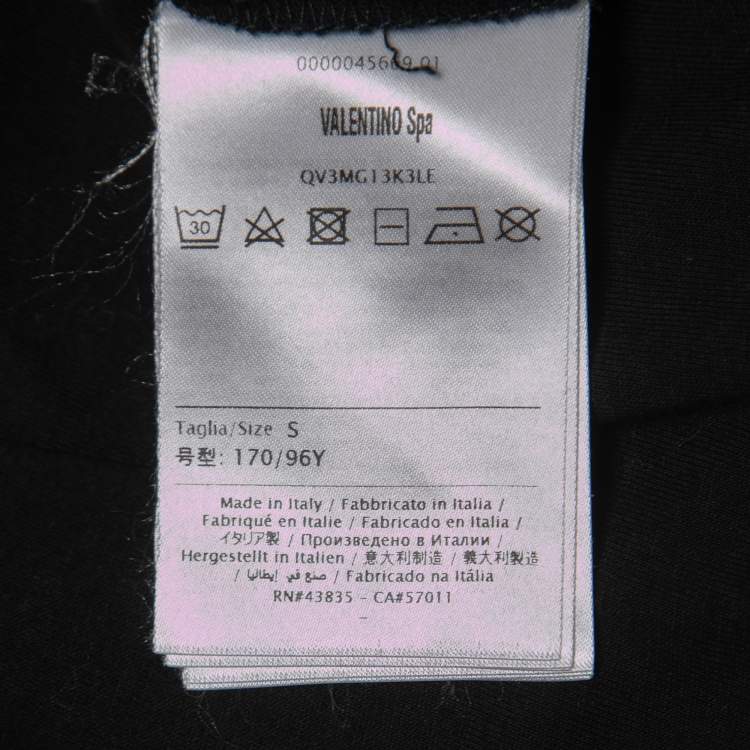 0000045669.01
VALENTINO Spa
QV3MG13K3LE
30
Taglia/Size S
号型: 170/96Y
Made in Italy / Fabbricato in Italia /
Fabriqué en Italie / Fabricado en Italia /
イタリア製 / Произведено в Италии /
Hergestellt in Italien / 意大利制造 / 義大利製造
/ صنع في إيطاليا / Fabricado na Itália
RN#43835 - CA#57011
-